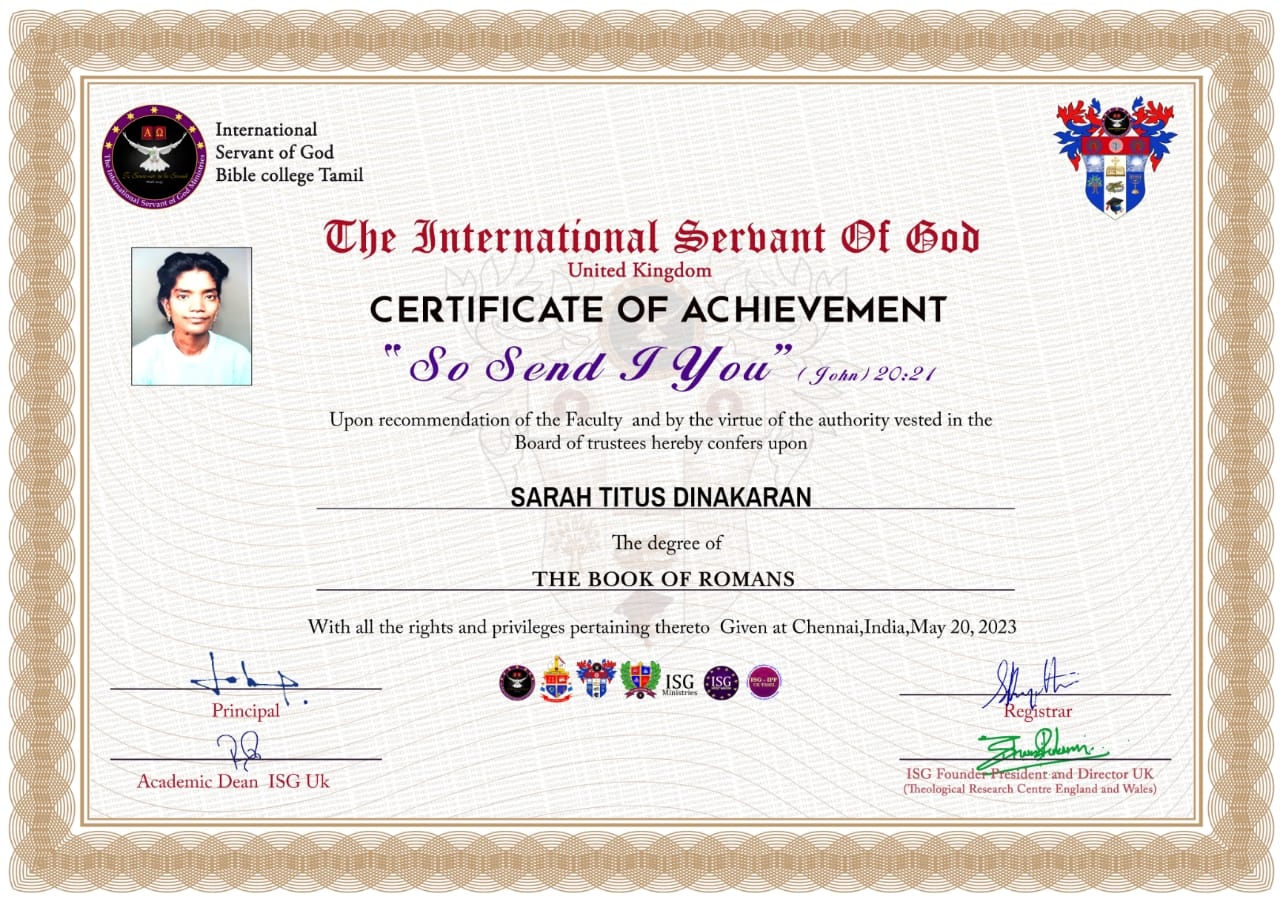 International
Servant of God
Bible college Tamil
Α Ω
The International Servant of God Ministries
The International Servant Of God
United Kingdom
CERTIFICATE OF ACHIEVEMENT
"So Send I You" (John) 20:21
Upon recommendation of the Faculty and by the virtue of the authority vested in the
Board of trustees hereby confers upon
SARAH TITUS DINAKARAN
The degree of
THE BOOK OF ROMANS
With all the rights and privileges pertaining thereto Given at Chennai,India,May 20, 2023
ISG
Ministries
ISG
Principal
Registrar
Academic Dean ISG Uk
ISG Founder President and Director UK
(Theological Research Centre England and Wales)